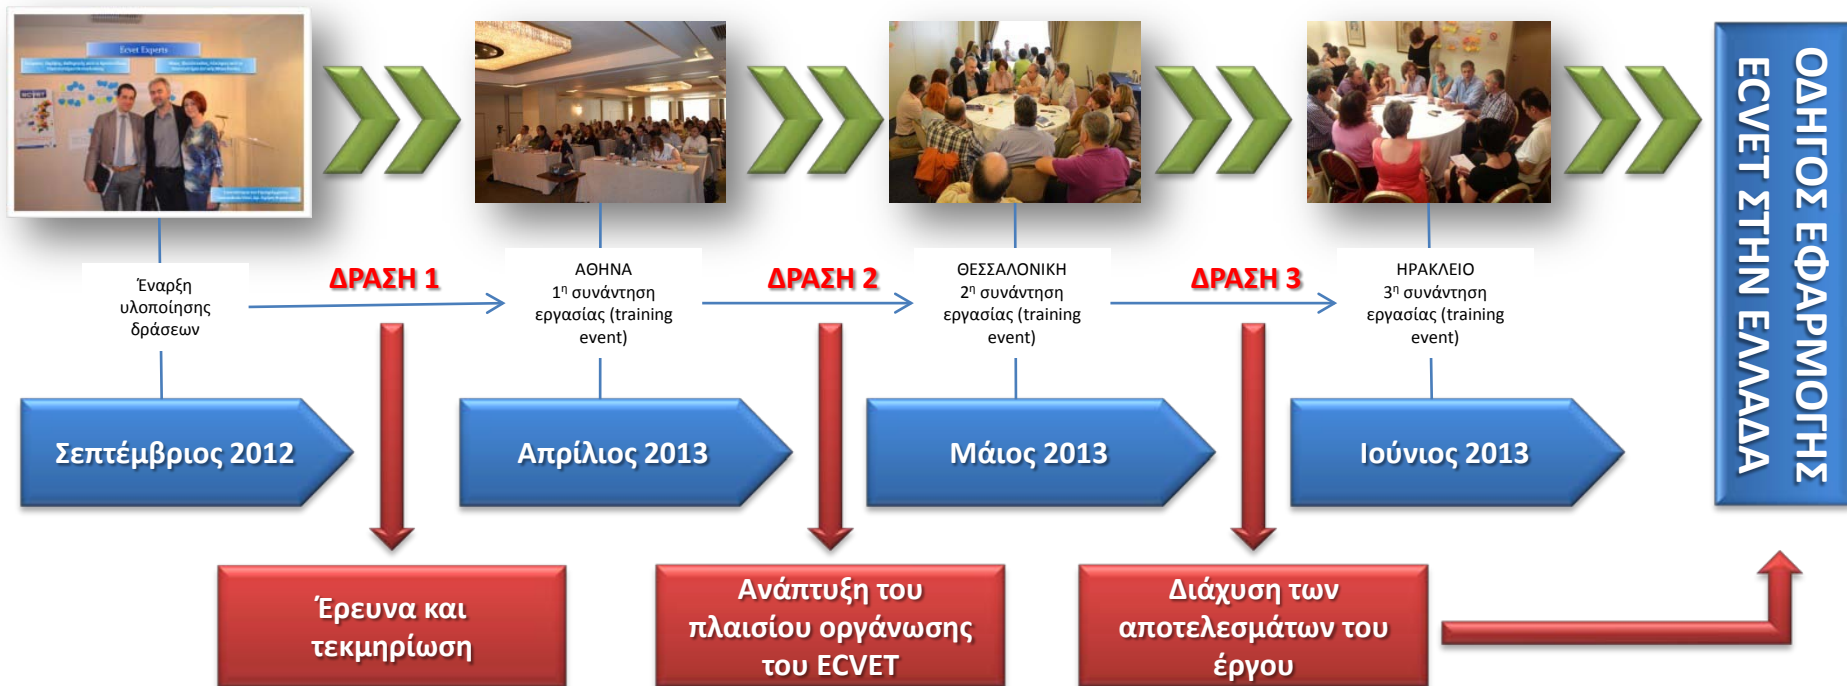 Ecvet Experts
Έναρξη
υλοποίησης
δράσεων
ΔΡΑΣΗ 1
ΑΘΗΝΑ
1η συνάντηση
εργασίας (training
event)
ΔΡΑΣΗ 2
ΘΕΣΣΑΛΟΝΙΚΗ
2η συνάντηση
εργασίας (training
event)
ΔΡΑΣΗ 3
ΗΡΑΚΛΕΙΟ
3η συνάντηση
εργασίας (training
event)
Σεπτέμβριος 2012
Απρίλιος 2013
Μάιος 2013
Ιούνιος 2013
Έρευνα και
τεκμηρίωση
Ανάπτυξη του
πλαισίου οργάνωσης
του ECVET
Διάχυση των
αποτελεσμάτων του
έργου
ΟΔΗΓΟΣ ΕΦΑΡΜΟΓΗΣ
ECVET ΣΤΗΝ ΕΛΛΑΔΑ